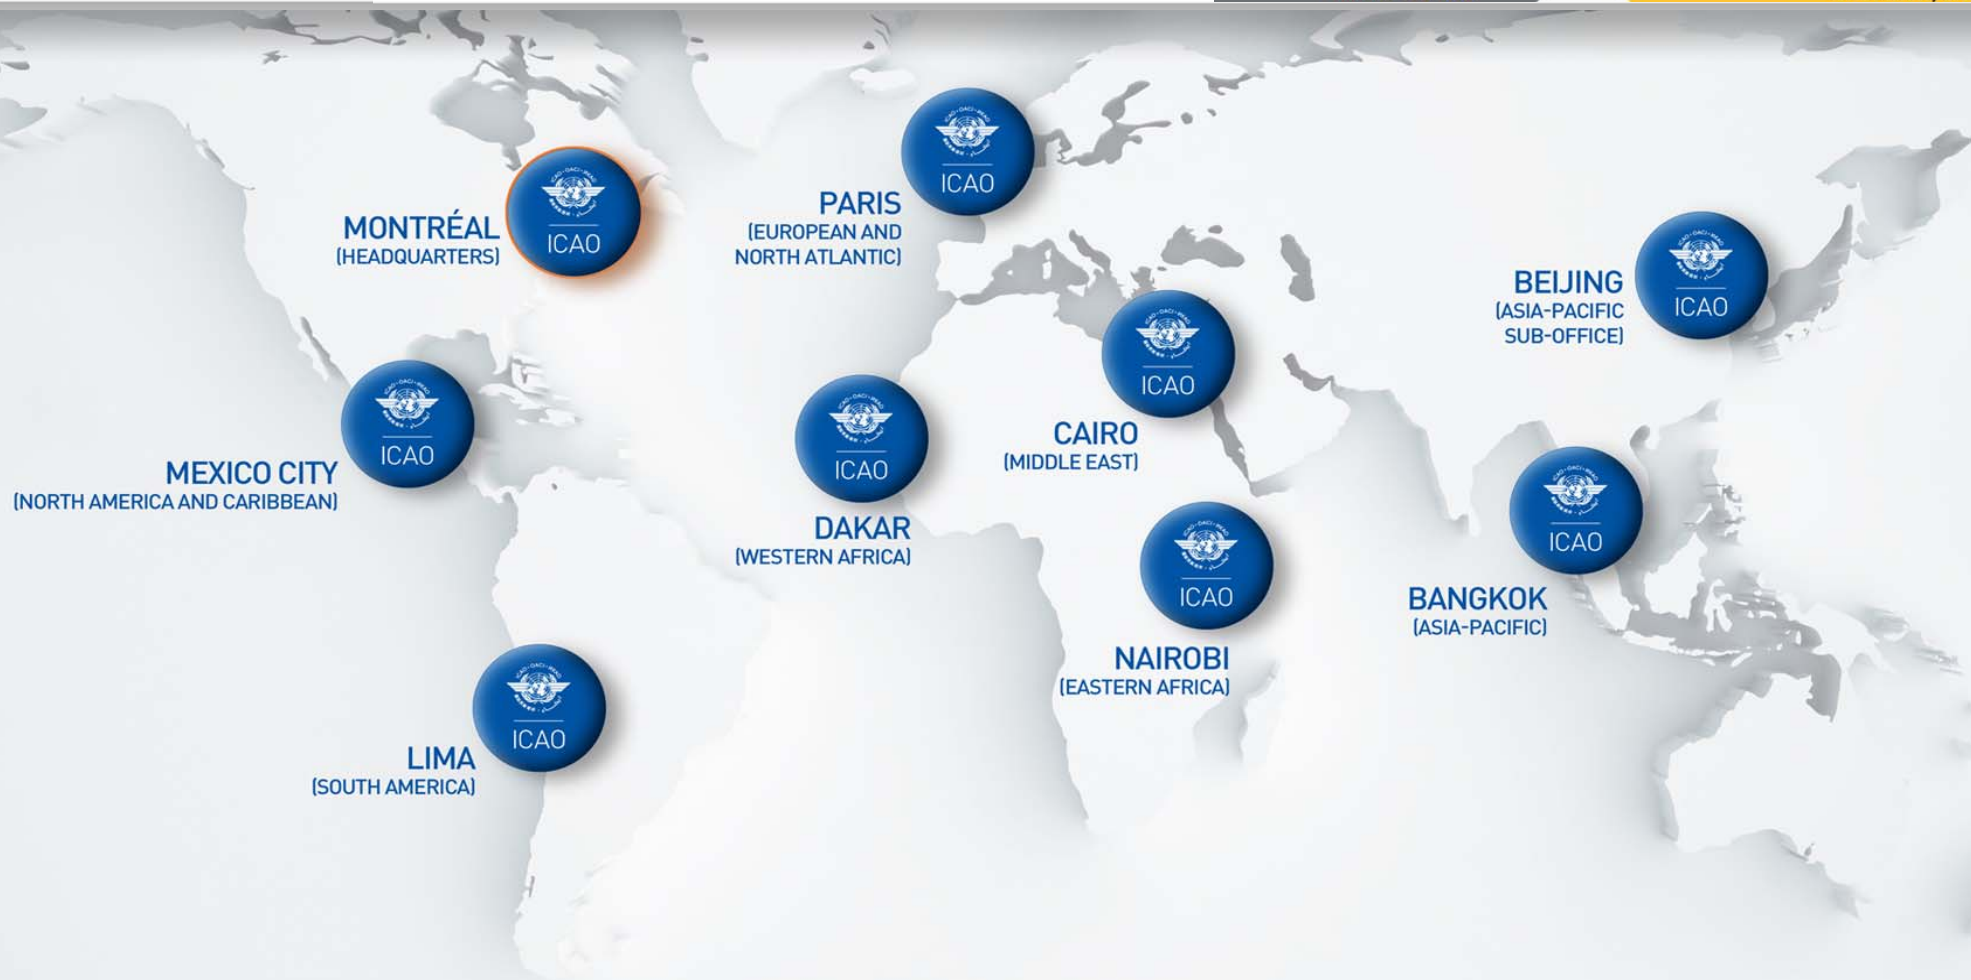 ICAO
PARIS
(EUROPEAN AND
NORTH ATLANTIC)
ICAO
MONTRÉAL
(HEADQUARTERS)
ICAO
BEIJING
(ASIA-PACIFIC
SUB-OFFICE)
ICAO
CAIRO
(MIDDLE EAST)
ICAO
MEXICO CITY
(NORTH AMERICA AND CARIBBEAN)
ICAO
DAKAR
(WESTERN AFRICA)
ICAO
BANGKOK
(ASIA-PACIFIC)
ICAO
NAIROBI
(EASTERN AFRICA)
ICAO
LIMA
(SOUTH AMERICA)